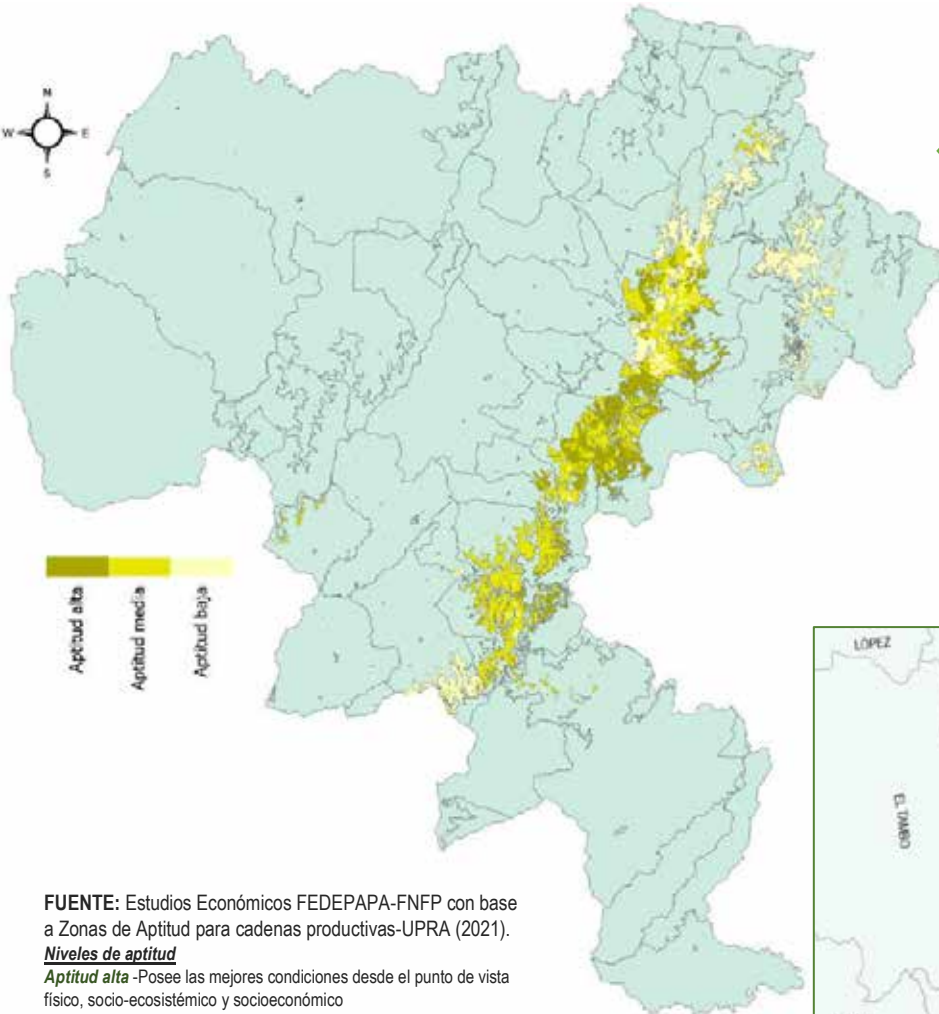 N
W E
S
Aptitud alta
Aptitud media
Aptitud baja
LÓPEZ
EL TAMBO
FUENTE: Estudios Económicos FEDEPAPA-FNFP con base
a Zonas de Aptitud para cadenas productivas-UPRA (2021).
Niveles de aptitud
Aptitud alta -Posee las mejores condiciones desde el punto de vista
físico, socio-ecosistémico y socioeconómico